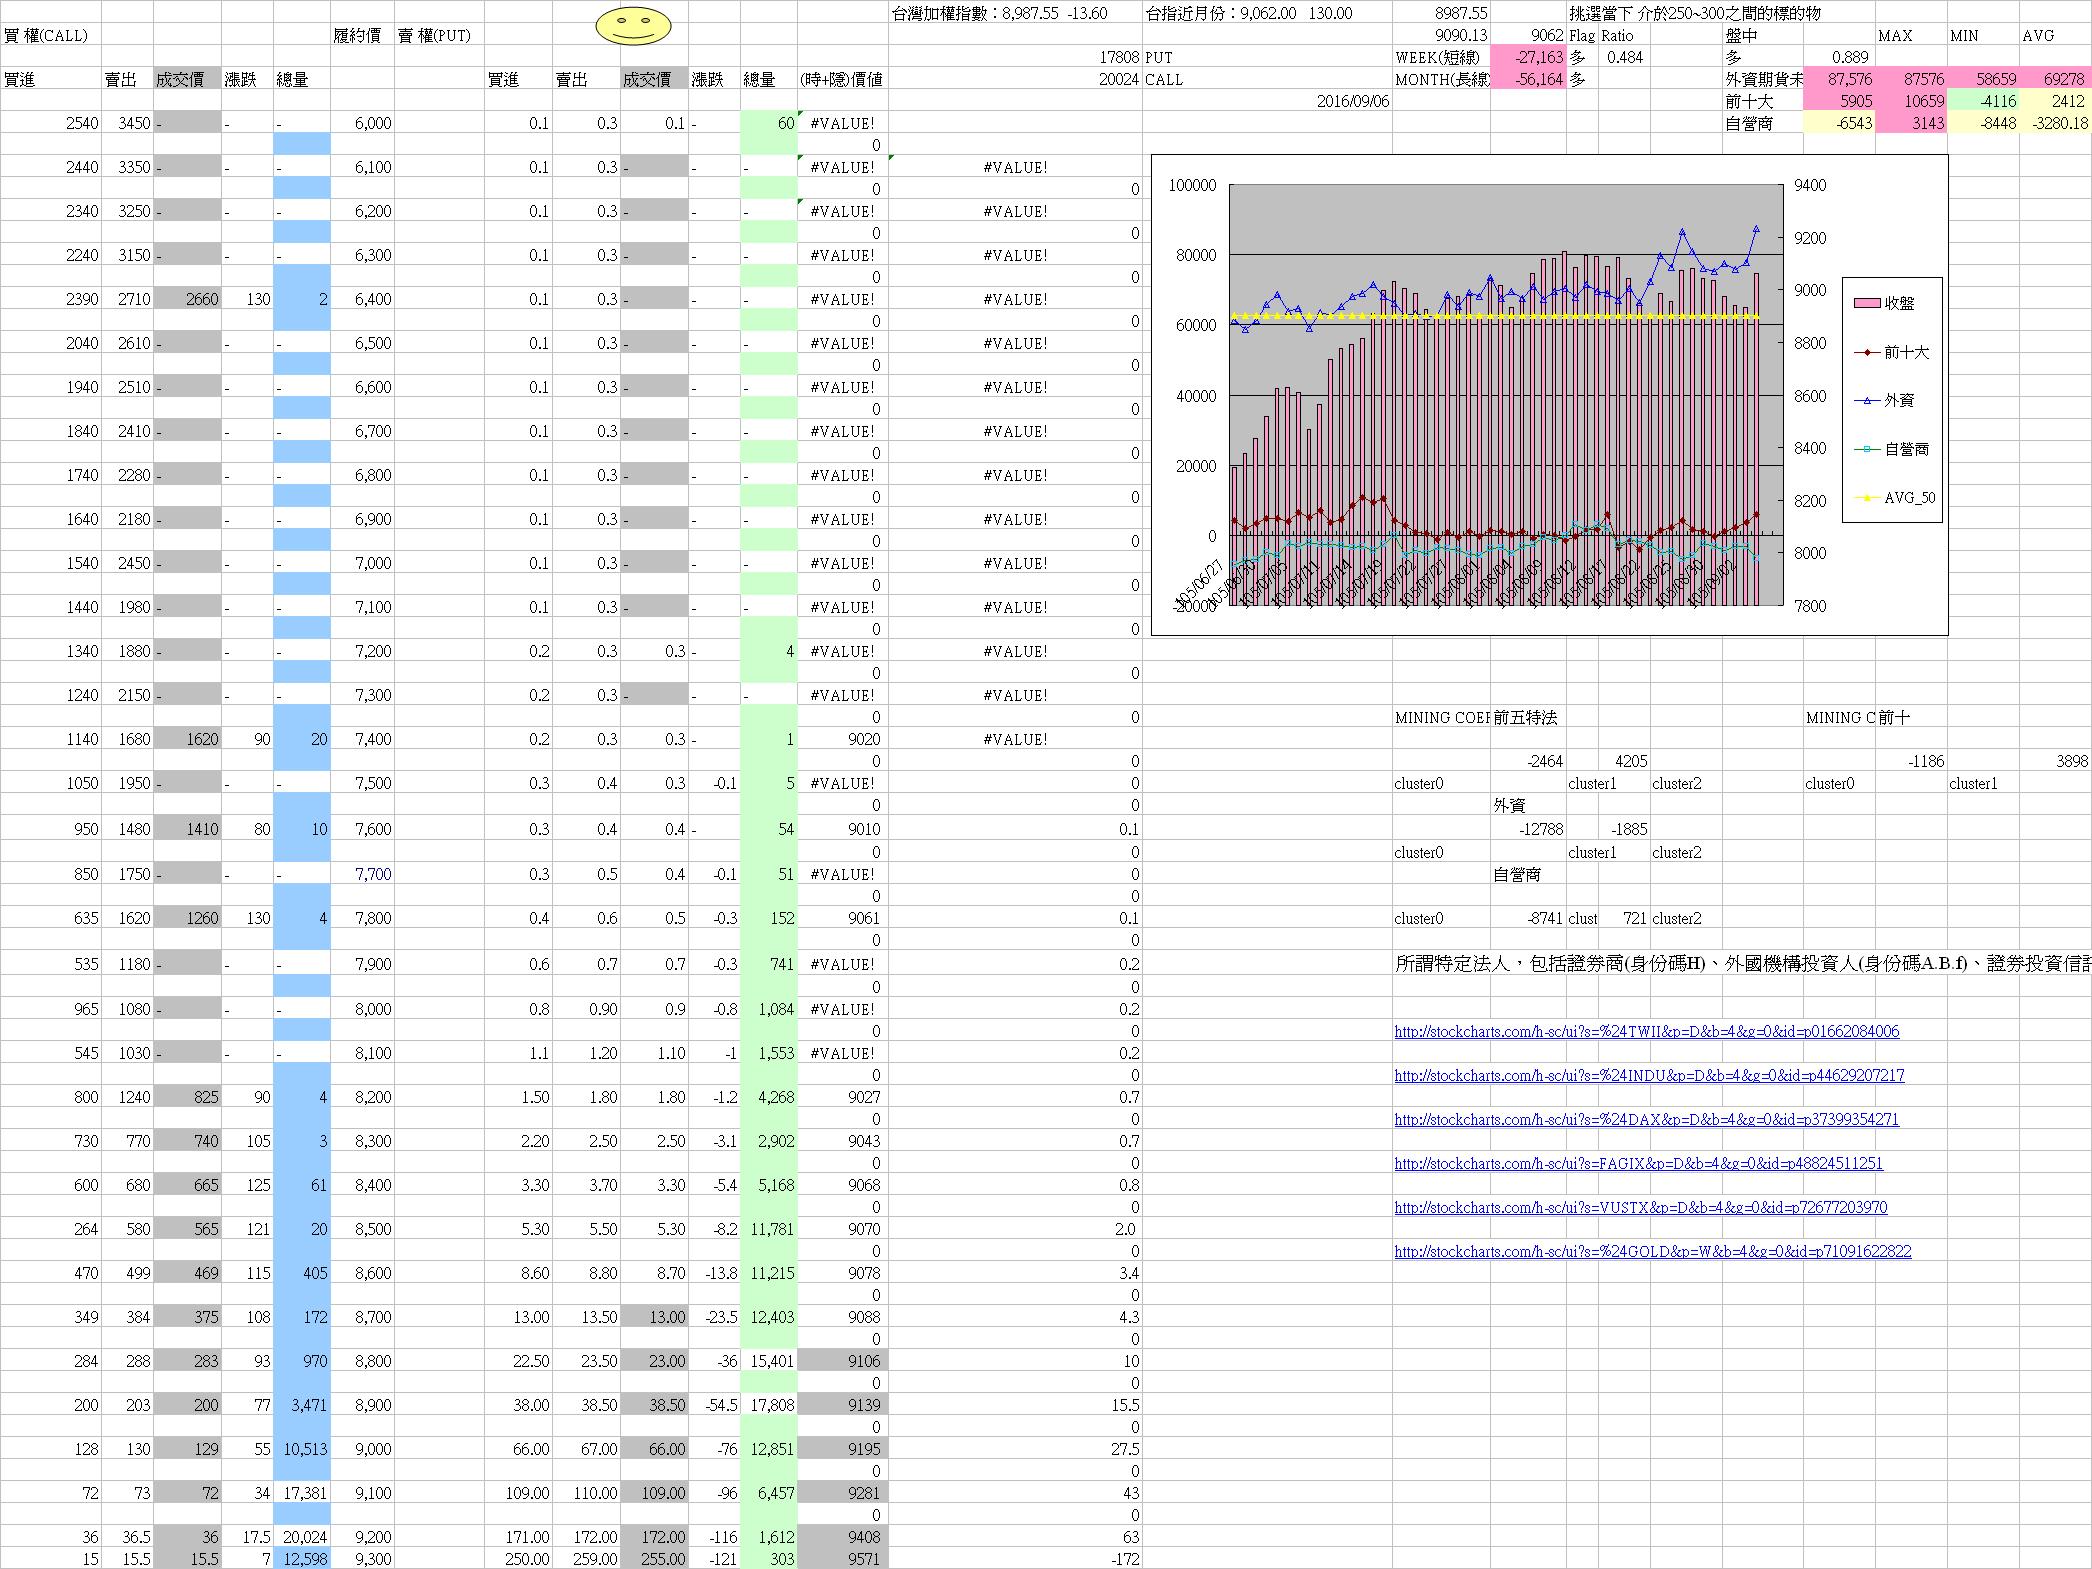 台灣加權指數：8,987.55 -13.60 台指近月份：9,062.00 130.00 8987.55 挑選當下 介於250~300之間的標的物
買 權(CALL) 履約價 賣 權(PUT) 9090.13 9062 Flag Ratio 盤中 MAX MIN AVG
17808 PUT WEEK(短線) -27,163 多 0.484 多 0.889
買進 賣出 成交價 漲跌 總量 買進 賣出 成交價 漲跌 總量 (時+隱)價值 20024 CALL MONTH(長線) -56,164 多 外資期貨未 87,576 87576 58659 69278
2016/09/06 前十大 5905 10659 -4116 2412
2540 3450 - - - 6,000 0.1 0.3 0.1 - 60 #VALUE! 自營商 -6543 3143 -8448 -3280.18
0
2440 3350 - - - 6,100 0.1 0.3 - - - #VALUE! #VALUE!
0 0
2340 3250 - - - 6,200 0.1 0.3 - - - #VALUE! #VALUE!
0 0
2240 3150 - - - 6,300 0.1 0.3 - - - #VALUE! #VALUE!
0 0
2390 2710 2660 130 2 6,400 0.1 0.3 - - - #VALUE! #VALUE!
0 0
2040 2610 - - - 6,500 0.1 0.3 - - - #VALUE! #VALUE!
0 0
1940 2510 - - - 6,600 0.1 0.3 - - - #VALUE! #VALUE!
0 0
1840 2410 - - - 6,700 0.1 0.3 - - - #VALUE! #VALUE!
0 0
1740 2280 - - - 6,800 0.1 0.3 - - - #VALUE! #VALUE!
0 0
1640 2180 - - - 6,900 0.1 0.3 - - - #VALUE! #VALUE!
0 0
1540 2450 - - - 7,000 0.1 0.3 - - - #VALUE! #VALUE!
0 0
1440 1980 - - - 7,100 0.1 0.3 - - - #VALUE! #VALUE!
0 0
1340 1880 - - - 7,200 0.2 0.3 0.3 - 4 #VALUE! #VALUE!
0 0
1240 2150 - - - 7,300 0.2 0.3 - - - #VALUE! #VALUE!
0 0
1140 1680 1620 90 20 7,400 0.2 0.3 0.3 - 1 9020 #VALUE!
0 0
1050 1950 - - - 7,500 0.3 0.4 0.3 -0.1 5 #VALUE! 0
0 0
950 1480 1410 80 10 7,600 0.3 0.4 0.4 - 54 9010 0.1
0 0
850 1750 - - - 7,700 0.3 0.5 0.4 -0.1 51 #VALUE! 0
0 0
635 1620 1260 130 4 7,800 0.4 0.6 0.5 -0.3 152 9061 0.1
0 0
535 1180 - - - 7,900 0.6 0.7 0.7 -0.3 741 #VALUE! 0.2
0 0
965 1080 - - - 8,000 0.8 0.90 0.9 -0.8 1,084 #VALUE! 0.2
0 0
545 1030 - - - 8,100 1.1 1.20 1.10 -1 1,553 #VALUE! 0.2
0 0
800 1240 825 90 4 8,200 1.50 1.80 1.80 -1.2 4,268 9027 0.7
0 0
730 770 740 105 3 8,300 2.20 2.50 2.50 -3.1 2,902 9043 0.7
0 0
600 680 665 125 61 8,400 3.30 3.70 3.30 -5.4 5,168 9068 0.8
0 0
264 580 565 121 20 8,500 5.30 5.50 5.30 -8.2 11,781 9070 2.0
0 0
470 499 469 115 405 8,600 8.60 8.80 8.70 -13.8 11,215 9078 3.4
0 0
349 384 375 108 172 8,700 13.00 13.50 13.00 -23.5 12,403 9088 4.3
0 0
284 288 283 93 970 8,800 22.50 23.50 23.00 -36 15,401 9106 10
0 0
200 203 200 77 3,471 8,900 38.00 38.50 38.50 -54.5 17,808 9139 15.5
0 0
128 130 129 55 10,513 9,000 66.00 67.00 66.00 -76 12,851 9195 27.5
0 0
72 73 72 34 17,381 9,100 109.00 110.00 109.00 -96 6,457 9281 43
0 0
36 36.5 36 17.5 20,024 9,200 171.00 172.00 172.00 -116 1,612 9408 63
15 15.5 15.5 7 12,598 9,300 250.00 259.00 255.00 -121 303 9571 -172
100000 9400
9200
80000
9000
60000
8800
40000 8600
8400
20000
8200
0
8000
-20000 7800
105/06/27 105/06/30 105/07/05 105/07/11 105/07/14 105/07/19 105/07/22 105/07/27 105/08/01 105/08/04 105/08/09 105/08/12 105/08/17 105/08/22 105/08/25 105/08/30 105/09/02
收盤
前十大
外資
自營商
AVG_50
MINING COEF 前五特法 MINING C 前十
-2464 4205 -1186 3898
cluster0 cluster1 cluster2 cluster0 cluster1
外資
-12788 -1885
cluster0 cluster1 cluster2
自營商
cluster0 -8741 clust 721 cluster2
所謂特定法人，包括證券商(身份碼H)、外國機構投資人(身份碼A.B.f)、證券投資信託
http://stockcharts.com/h-sc/ui?s=%24TWII&p=D&b=4&g=0&id=p01662084006
http://stockcharts.com/h-sc/ui?s=%24INDU&p=D&b=4&g=0&id=p44629207217
http://stockcharts.com/h-sc/ui?s=%24DAX&p=D&b=4&g=0&id=p37399354271
http://stockcharts.com/h-sc/ui?s=FAGIX&p=D&b=4&g=0&id=p48824511251
http://stockcharts.com/h-sc/ui?s=VUSTX&p=D&b=4&g=0&id=p72677203970
http://stockcharts.com/h-sc/ui?s=%24GOLD&p=W&b=4&g=0&id=p71091622822